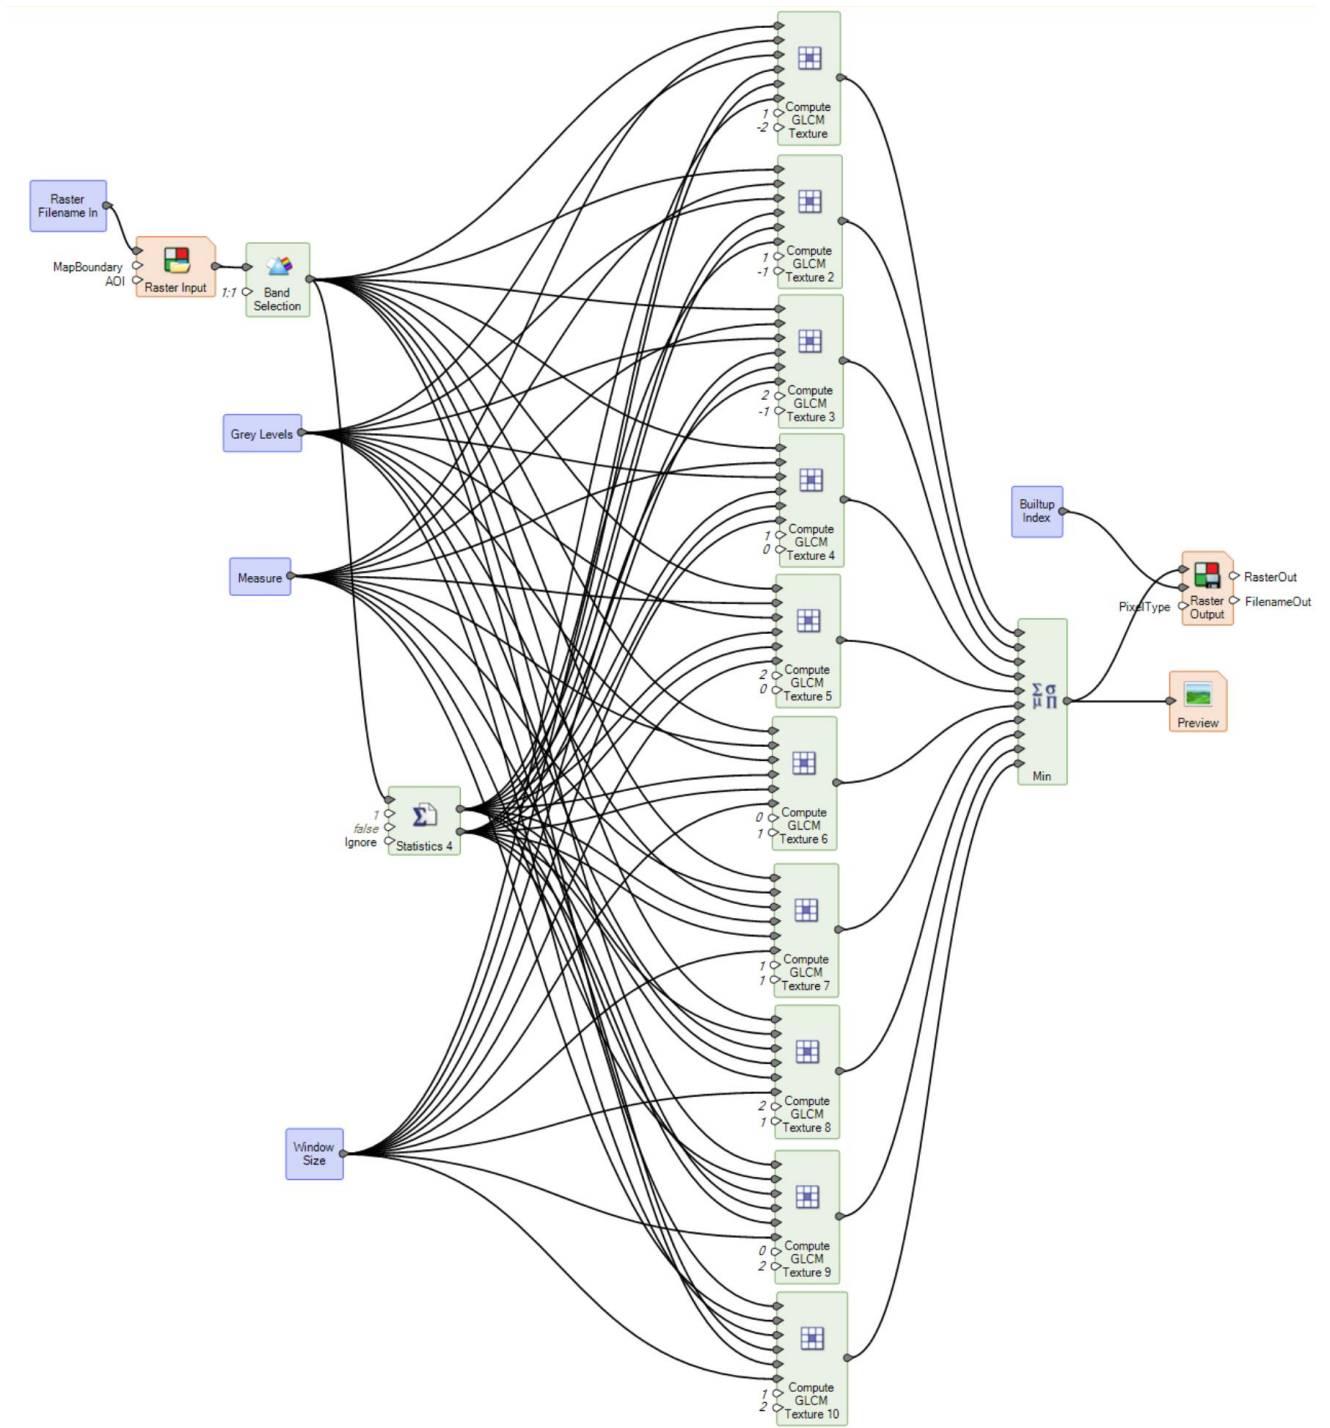 Raster
Filename In
MapBoundary
AOI
Raster Input
1:1
Band
Selection
Grey Levels
Measure
1
false
Ignore
Statistics 4
Window
Size
1
-2
Compute
GLCM
Texture
1
-1
Compute
GLCM
Texture 2
2
-1
Compute
GLCM
Texture 3
1
0
Compute
GLCM
Texture 4
2
0
Compute
GLCM
Texture 5
0
1
Compute
GLCM
Texture 6
1
1
Compute
GLCM
Texture 7
2
1
Compute
GLCM
Texture 8
0
2
Compute
GLCM
Texture 9
1
2
Compute
GLCM
Texture 10
Builtup
Index
PixelType
Raster
Output
RasterOut
FilenameOut
Σ σ
μ Π
Min
Preview